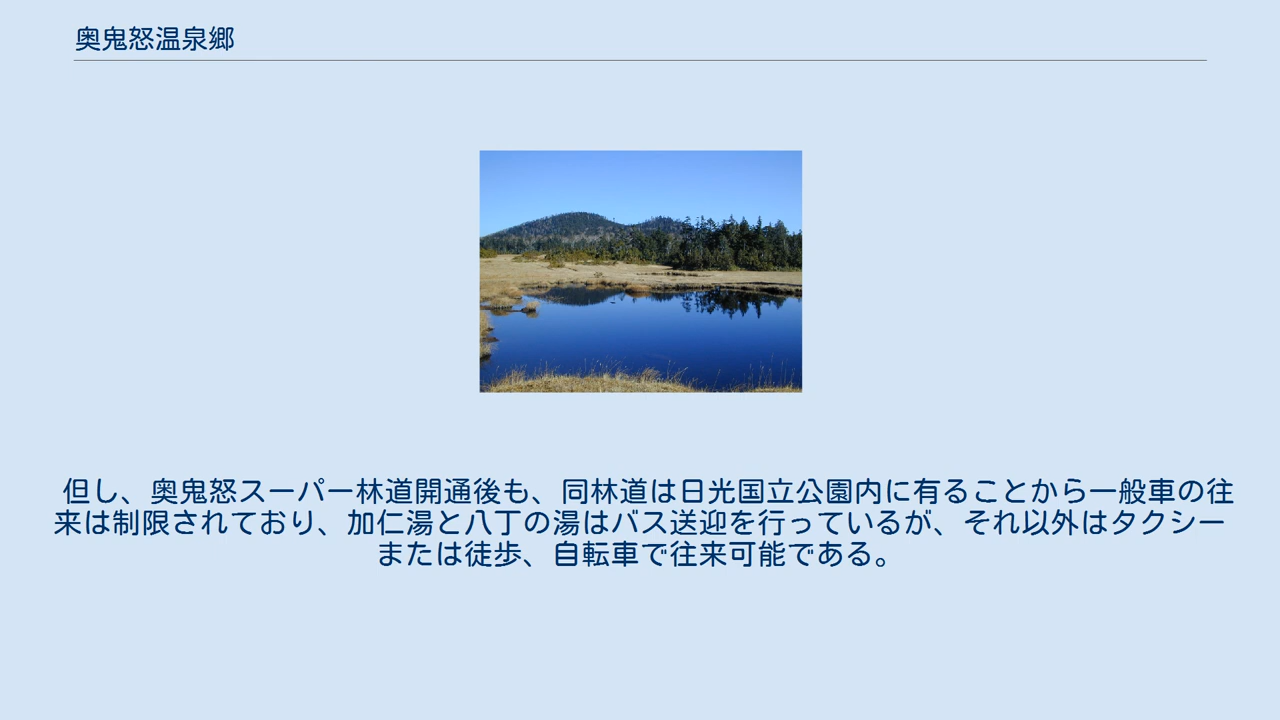 奥鬼怒温泉郷
但し、奥鬼怒スーパー林道開通後も、同林道は日光国立公園内に有ることから一般車の往
来は制限されており、加仁湯と八丁の湯はバス送迎を行っているが、それ以外はタクシー
または徒歩、自転車で往来可能である。